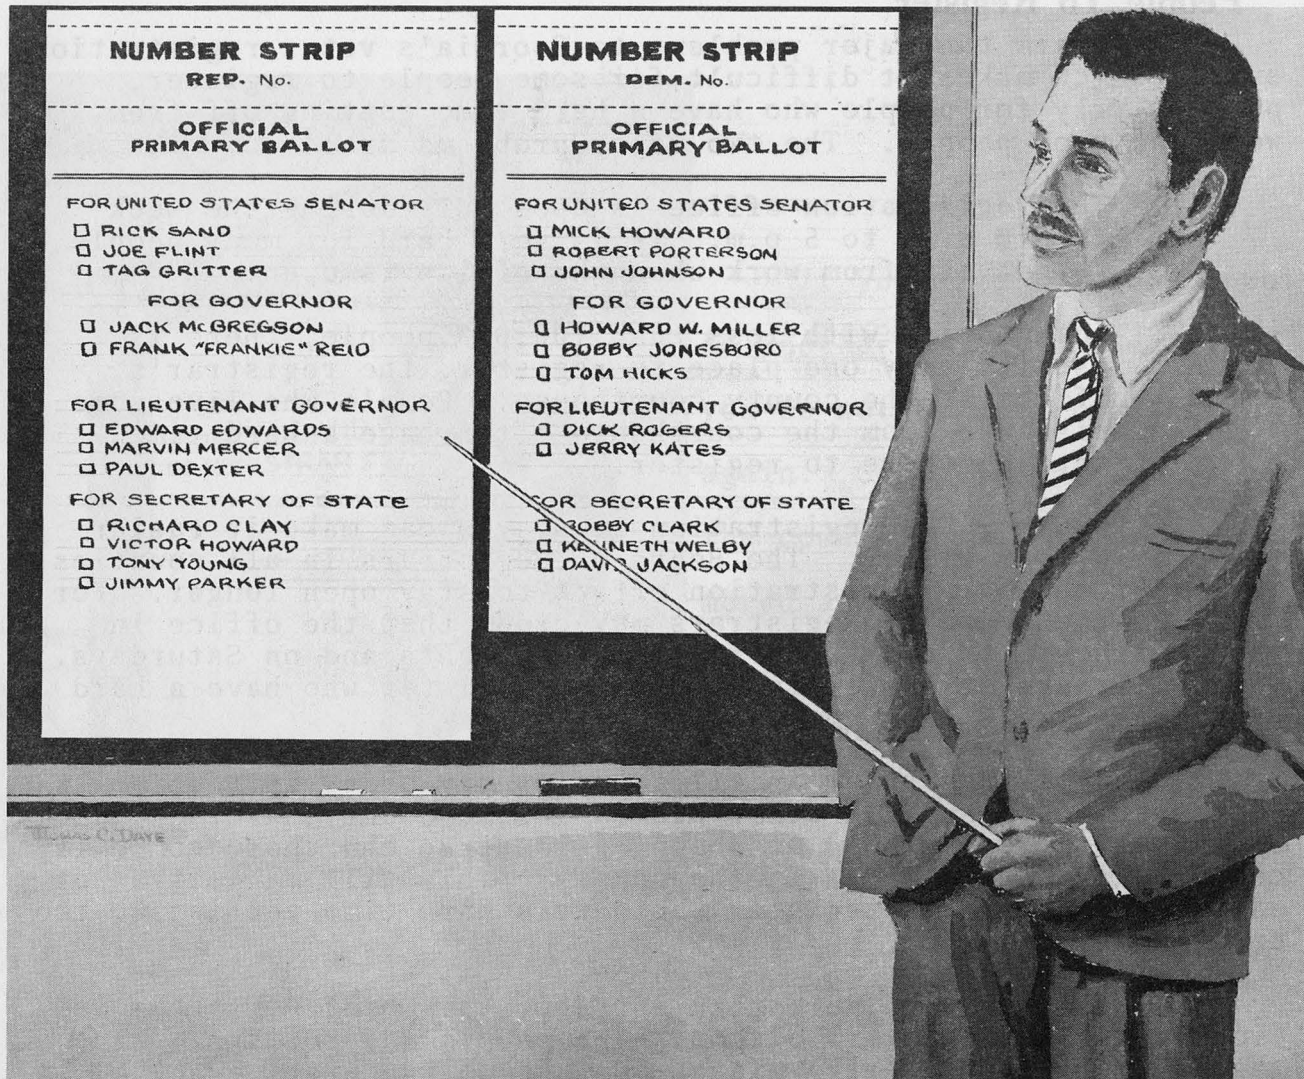 NUMBER STRIP
REP. No.
OFFICIAL
PRIMARY BALLOT
FOR UNITED STATES SENATOR
RICK SAND
JOE FLINT
TAG GRITTER
FOR GOVERNOR
JACK McGREGSON
FRANK "FRANKIE" REID
FOR LIEUTENANT GOVERNOR
EDWARD EDWARDS
MARVIN MERCER
PAUL DEXTER
FOR SECRETARY OF STATE
RICHARD CLAY
VICTOR HOWARD
TONY YOUNG
JIMMY PARKER
NUMBER STRIP
DEM. No.
OFFICIAL
PRIMARY BALLOT
FOR UNITED STATES SENATOR
MICK HOWARD
ROBERT PORTERSON
JOHN JOHNSON
FOR GOVERNOR
HOWARD W. MILLER
BOBBY JONESBORO
TOM HICKS
FOR LIEUTENANT GOVERNOR
DICK ROGERS
JERRY KATES
FOR SECRETARY OF STATE
BOBBY CLARK
KENNETH WELBY
DAVID JACKSON
C. DAYE